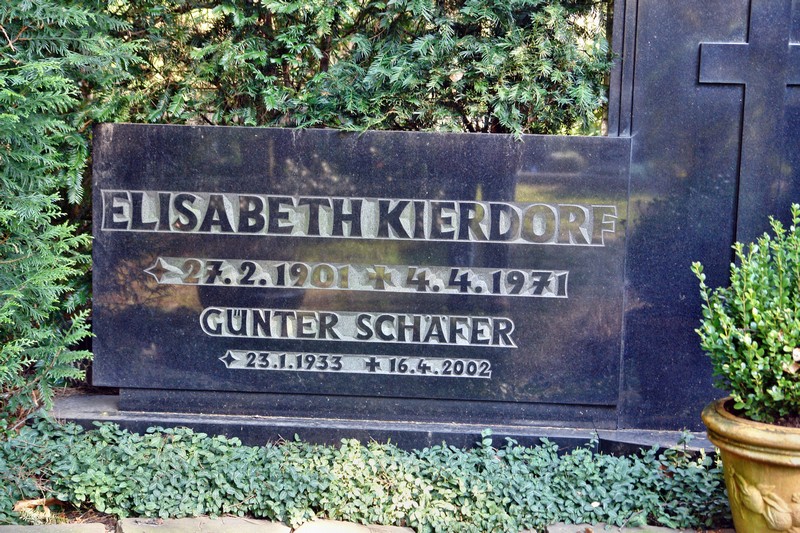 ELISABETH KIERDORF
✦ 27. 2. 1901 ✚ 4. 4. 1971
GÜNTER SCHÄFER
✦ 23.1.1933 ✚ 16.4.2002